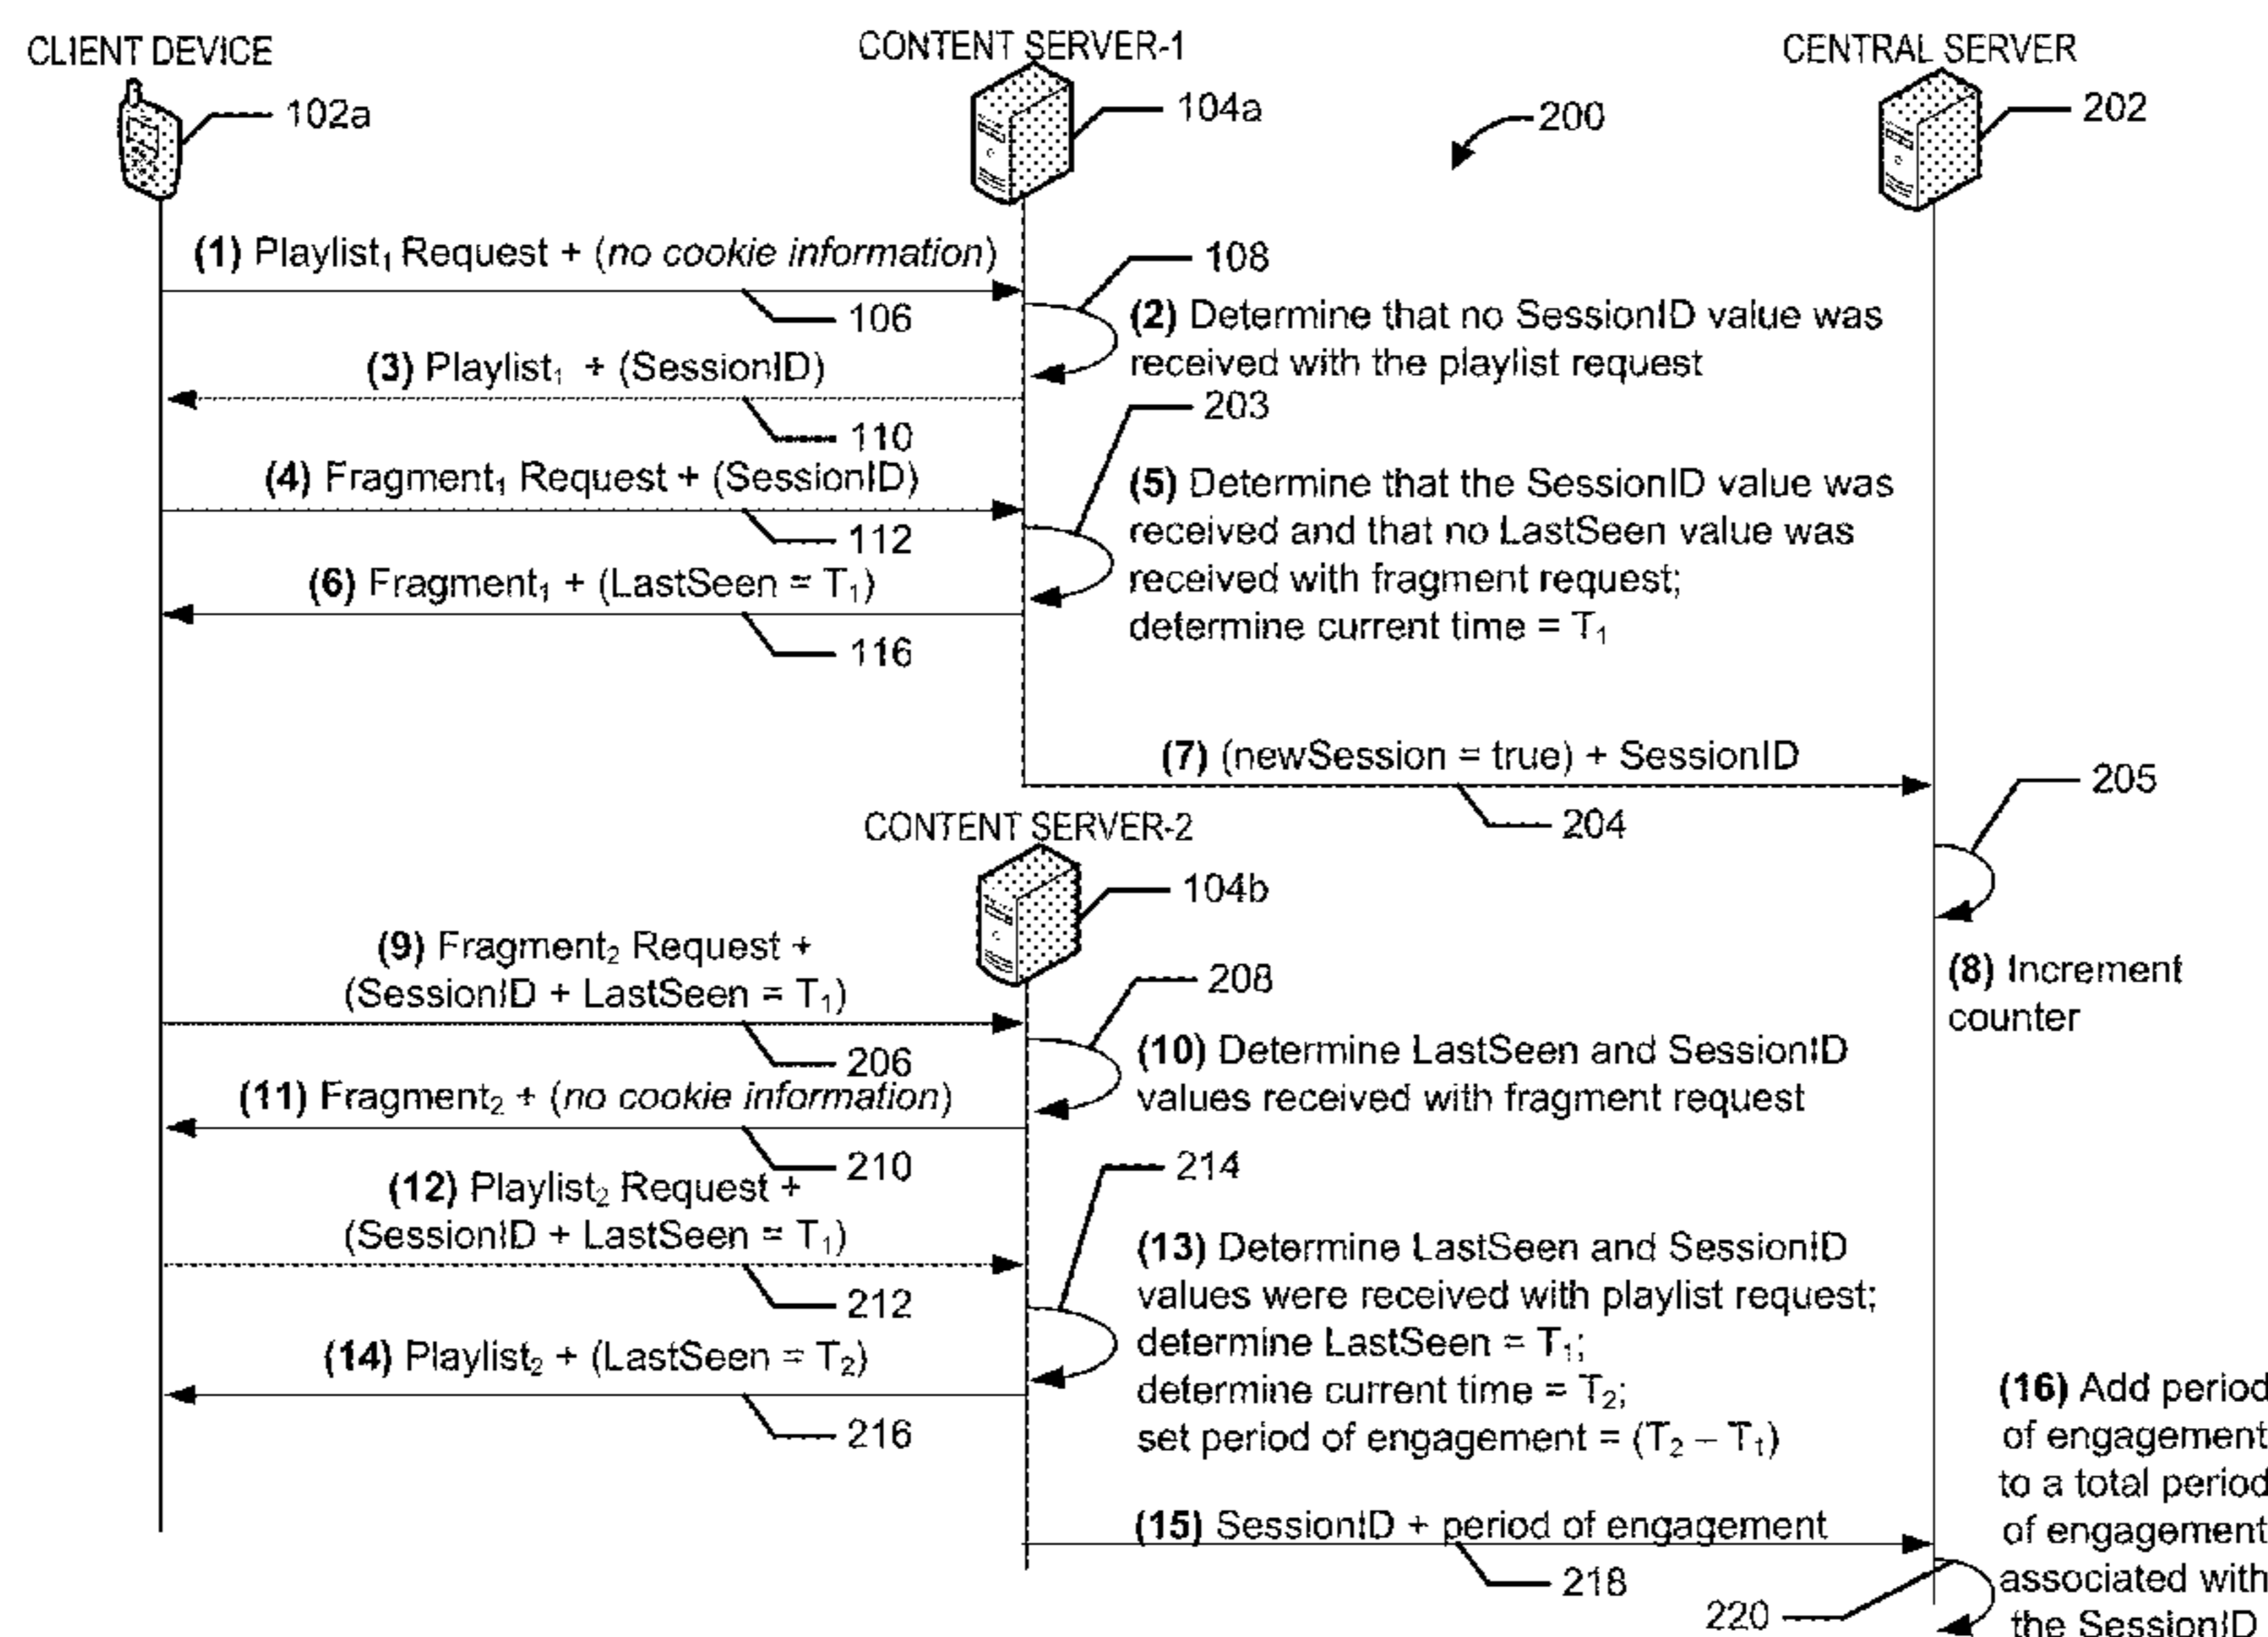 CLIENT DEVICE
CONTENT SERVER-1
CENTRAL SERVER
102a
104a
200
202
(1) Playlist₁ Request + (no cookie information)
106
108
(2) Determine that no SessionID value was
received with the playlist request
(3) Playlist₁ + (SessionID)
110
203
(4) Fragment₁ Request + (SessionID)
112
(5) Determine that the SessionID value was
received and that no LastSeen value was
received with fragment request;
determine current time = T₁
(6) Fragment₁ + (LastSeen = T₁)
116
(7) (newSession = true) + SessionID
204
205
(8) Increment
counter
CONTENT SERVER-2
104b
(9) Fragment₂ Request +
(SessionID + LastSeen = T₁)
206
208
(10) Determine LastSeen and SessionID
values received with fragment request
(11) Fragment₂ + (no cookie information)
210
214
(12) Playlist₂ Request +
(SessionID + LastSeen = T₁)
212
(13) Determine LastSeen and SessionID
values were received with playlist request;
determine LastSeen = T₁;
determine current time = T₂;
set period of engagement = (T₂ – T₁)
(14) Playlist₂ + (LastSeen = T₂)
216
(15) SessionID + period of engagement
218
(16) Add period
of engagement
to a total period
of engagement
associated with
the SessionID
220